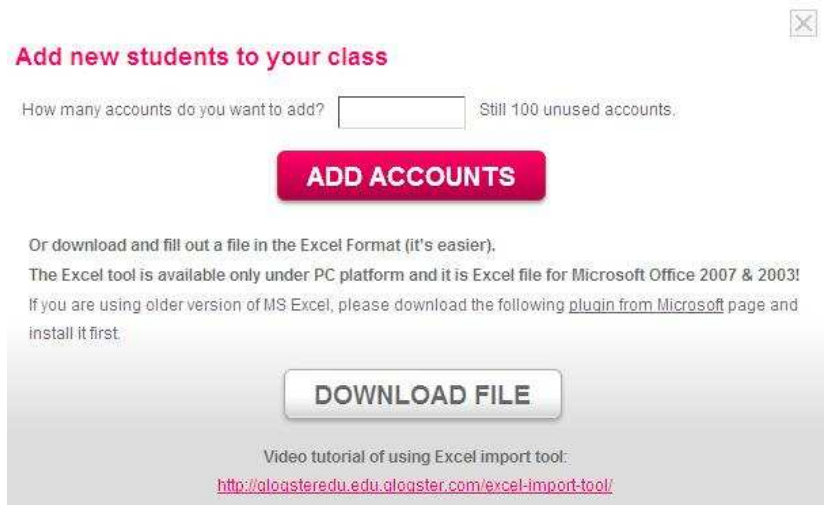 Add new students to your class
How many accounts do you want to add? Still 100 unused accounts.
ADD ACCOUNTS
Or download and fill out a file in the Excel Format (it's easier).
The Excel tool is available only under PC platform and it is Excel file for Microsoft Office 2007 & 2003!
If you are using older version of MS Excel, please download the following plugin from Microsoft page and
install it first.
DOWNLOAD FILE
Video tutorial of using Excel import tool:
http://glogsteredu.edu.glogster.com/excel-import-tool/